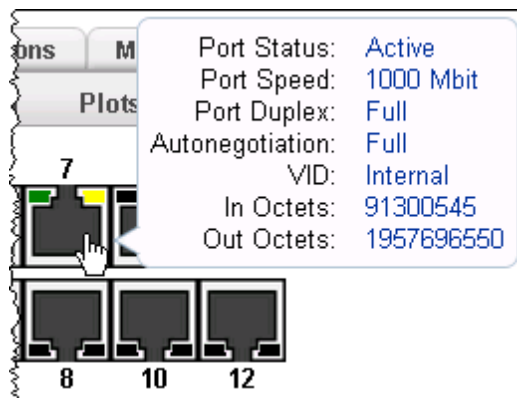 ons M
Plots
7
Port Status: Active
Port Speed: 1000 Mbit
Port Duplex: Full
Autonegotiation: Full
VID: Internal
In Octets: 91300545
Out Octets: 1957696550
8 10 12